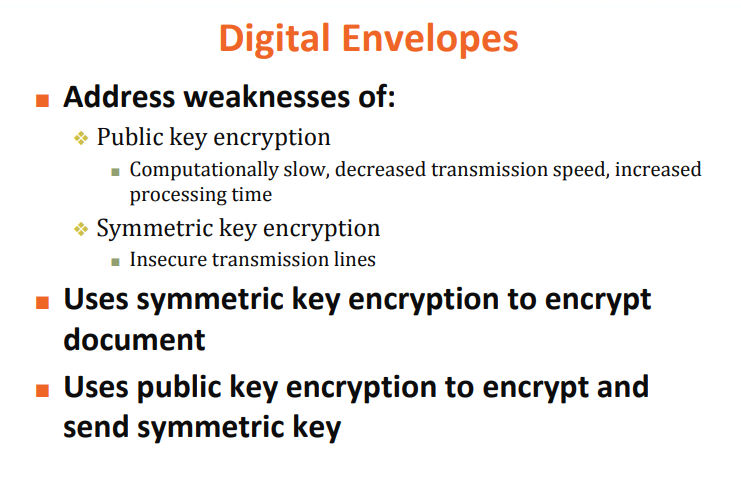 Digital Envelopes
Address weaknesses of:
Public key encryption
Computationally slow, decreased transmission speed, increased
processing time
Symmetric key encryption
Insecure transmission lines
Uses symmetric key encryption to encrypt
document
Uses public key encryption to encrypt and
send symmetric key